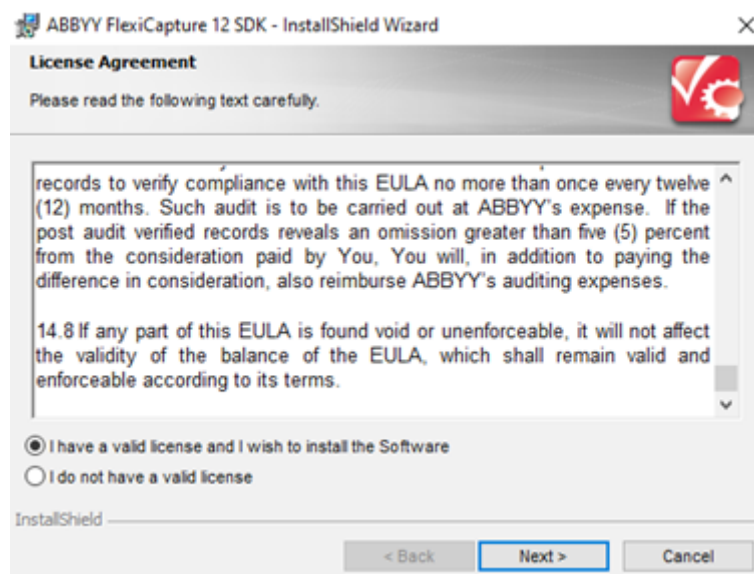 ABBYY FlexiCapture 12 SDK - InstallShield Wizard
License Agreement
Please read the following text carefully.
records to verify compliance with this EULA no more than once every twelve
(12) months. Such audit is to be carried out at ABBYY's expense. If the
post audit verified records reveals an omission greater than five (5) percent
from the consideration paid by You, You will, in addition to paying the
difference in consideration, also reimburse ABBYY's auditing expenses.
14.8 If any part of this EULA is found void or unenforceable, it will not affect
the validity of the balance of the EULA, which shall remain valid and
enforceable according to its terms.
I have a valid license and I wish to install the Software
I do not have a valid license
InstallShield
< Back Next > Cancel